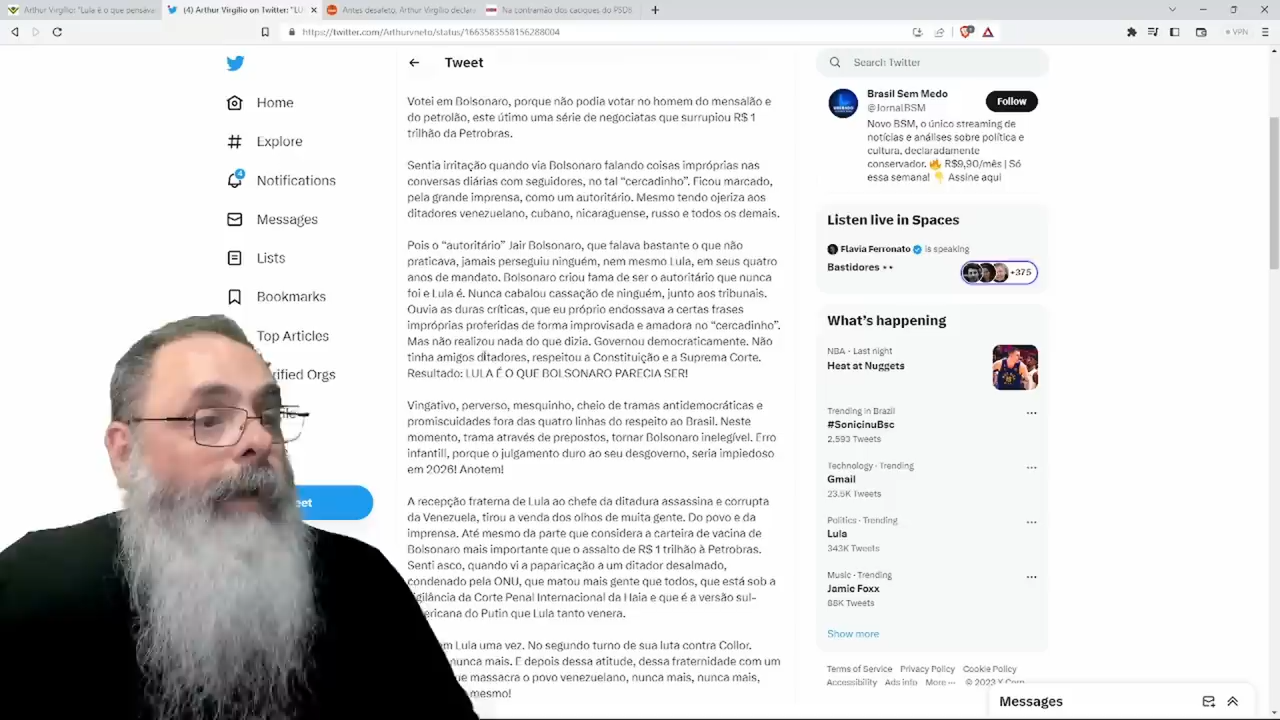 Arthur Virgílio: "Lula é o que pensava
(4) Arthur Virgílio on Twitter: "LU
Antes desafeto, Arthur Virgílio declara
Na contramão dos caciques do PSDB
https://twitter.com/Arthurvneto/status/1663583558156288004
VPN
Home
Explore
4
Notifications
Messages
Lists
Bookmarks
Top Articles
ified Orgs
eet
Tweet
Votei em Bolsonaro, porque não podia votar no homem do mensalão e
do petrolão, este útimo uma série de negociatas que surrupiou R$ 1
trilhão da Petrobras.
Sentia irritação quando via Bolsonaro falando coisas impróprias nas
conversas diárias com seguidores, no tal "cercadinho". Ficou marcado,
pela grande imprensa, como um autoritário. Mesmo tendo ojeriza aos
ditadores venezuelano, cubano, nicaraguense, russo e todos os demais.
Pois o "autoritário" Jair Bolsonaro, que falava bastante o que não
praticava, jamais perseguiu ninguém, nem mesmo Lula, em seus quatro
anos de mandato. Bolsonaro criou fama de ser o autoritário que nunca
foi e Lula é. Nunca cabalou cassação de ninguém, junto aos tribunais.
Ouvia as duras críticas, que eu próprio endossava a certas frases
impróprias proferidas de forma improvisada e amadora no "cercadinho".
Mas não realizou nada do que dizia. Governou democraticamente. Não
tinha amigos ditadores, respeitou a Constituição e a Suprema Corte.
Resultado: LULA É O QUE BOLSONARO PARECIA SER!
Vingativo, perverso, mesquinho, cheio de tramas antidemocráticas e
promiscuidades fora das quatro linhas do respeito ao Brasil. Neste
momento, trama através de prepostos, tornar Bolsonaro inelegível. Erro
infantil, porque o julgamento duro ao seu desgoverno, seria impiedoso
em 2026! Anotem!
A recepção fraterna de Lula ao chefe da ditadura assassina e corrupta
da Venezuela, tirou a venda dos olhos de muita gente. Do povo e da
imprensa. Até mesmo da parte que considera a carteira de vacina de
Bolsonaro mais importante que o assalto de R$ 1 trilhão à Petrobras.
Senti asco, quando vi a paparicação a um ditador desalmado,
condenado pela ONU, que matou mais gente que todos, que está sob a
igilância da Corte Penal Internacional da Haia e que é a versão sul-
ericana do Putin que Lula tanto venera.
em Lula uma vez. No segundo turno de sua luta contra Collor.
nunca mais. E depois dessa atitude, dessa fraternidade com um
que massacra o povo venezuelano, nunca mais, nunca mais,
mesmo!
Search Twitter
Brasil Sem Medo
@JornalBSM
Follow
Novo BSM, o único streaming de
notícias e análises sobre política e
cultura, declaradamente
conservador. 🔥 R$9,90/mês | Só
essa semana! 👇 Assine aqui
Listen live in Spaces
Flavia Ferronato is speaking
Bastidores
+375
What's happening
NBA · Last night
Heat at Nuggets
Trending in Brazil
#SonicinuBsc
2,593 Tweets
Technology · Trending
Gmail
23.5K Tweets
Politics · Trending
Lula
343K Tweets
Music · Trending
Jamie Foxx
88K Tweets
Show more
Terms of Service Privacy Policy Cookie Policy
Accessibility Ads info More ··· © 2023 X Corp.
Messages